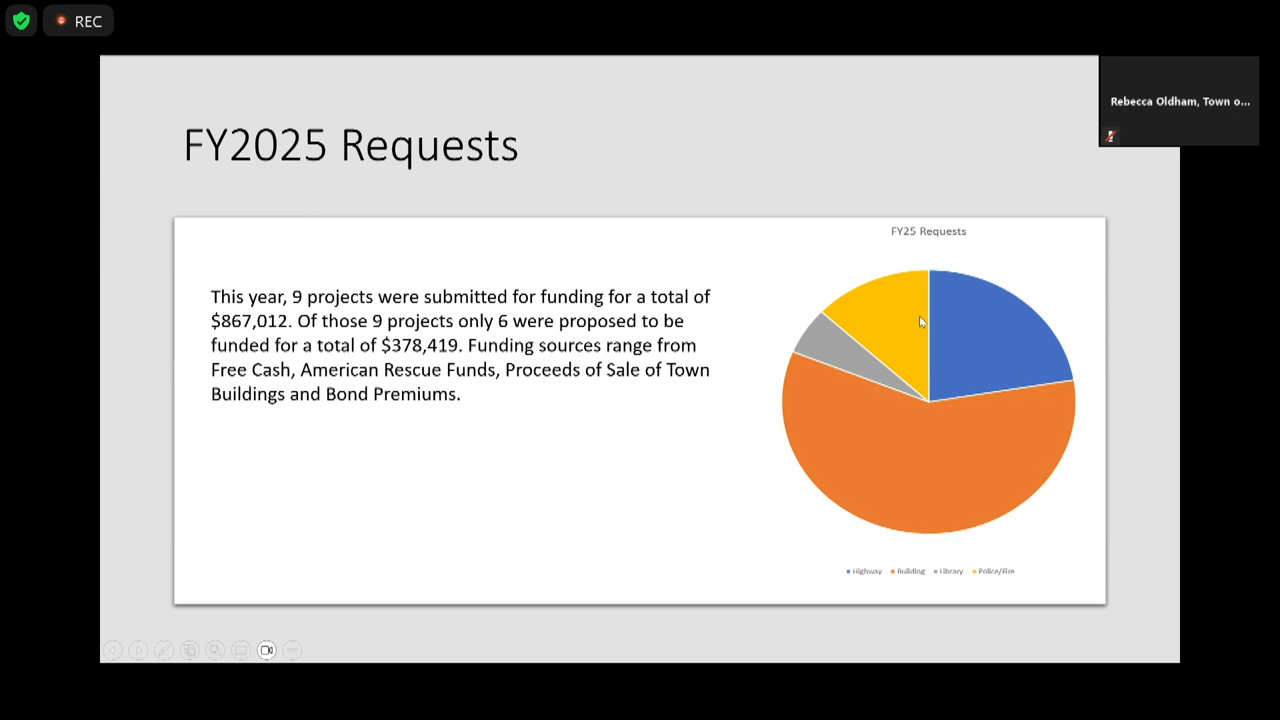 REC
Rebecca Oldham, Town o...
FY2025 Requests
FY25 Requests
This year, 9 projects were submitted for funding for a total of
$867,012. Of those 9 projects only 6 were proposed to be
funded for a total of $378,419. Funding sources range from
Free Cash, American Rescue Funds, Proceeds of Sale of Town
Buildings and Bond Premiums.
Highway Building Library Police/Fire